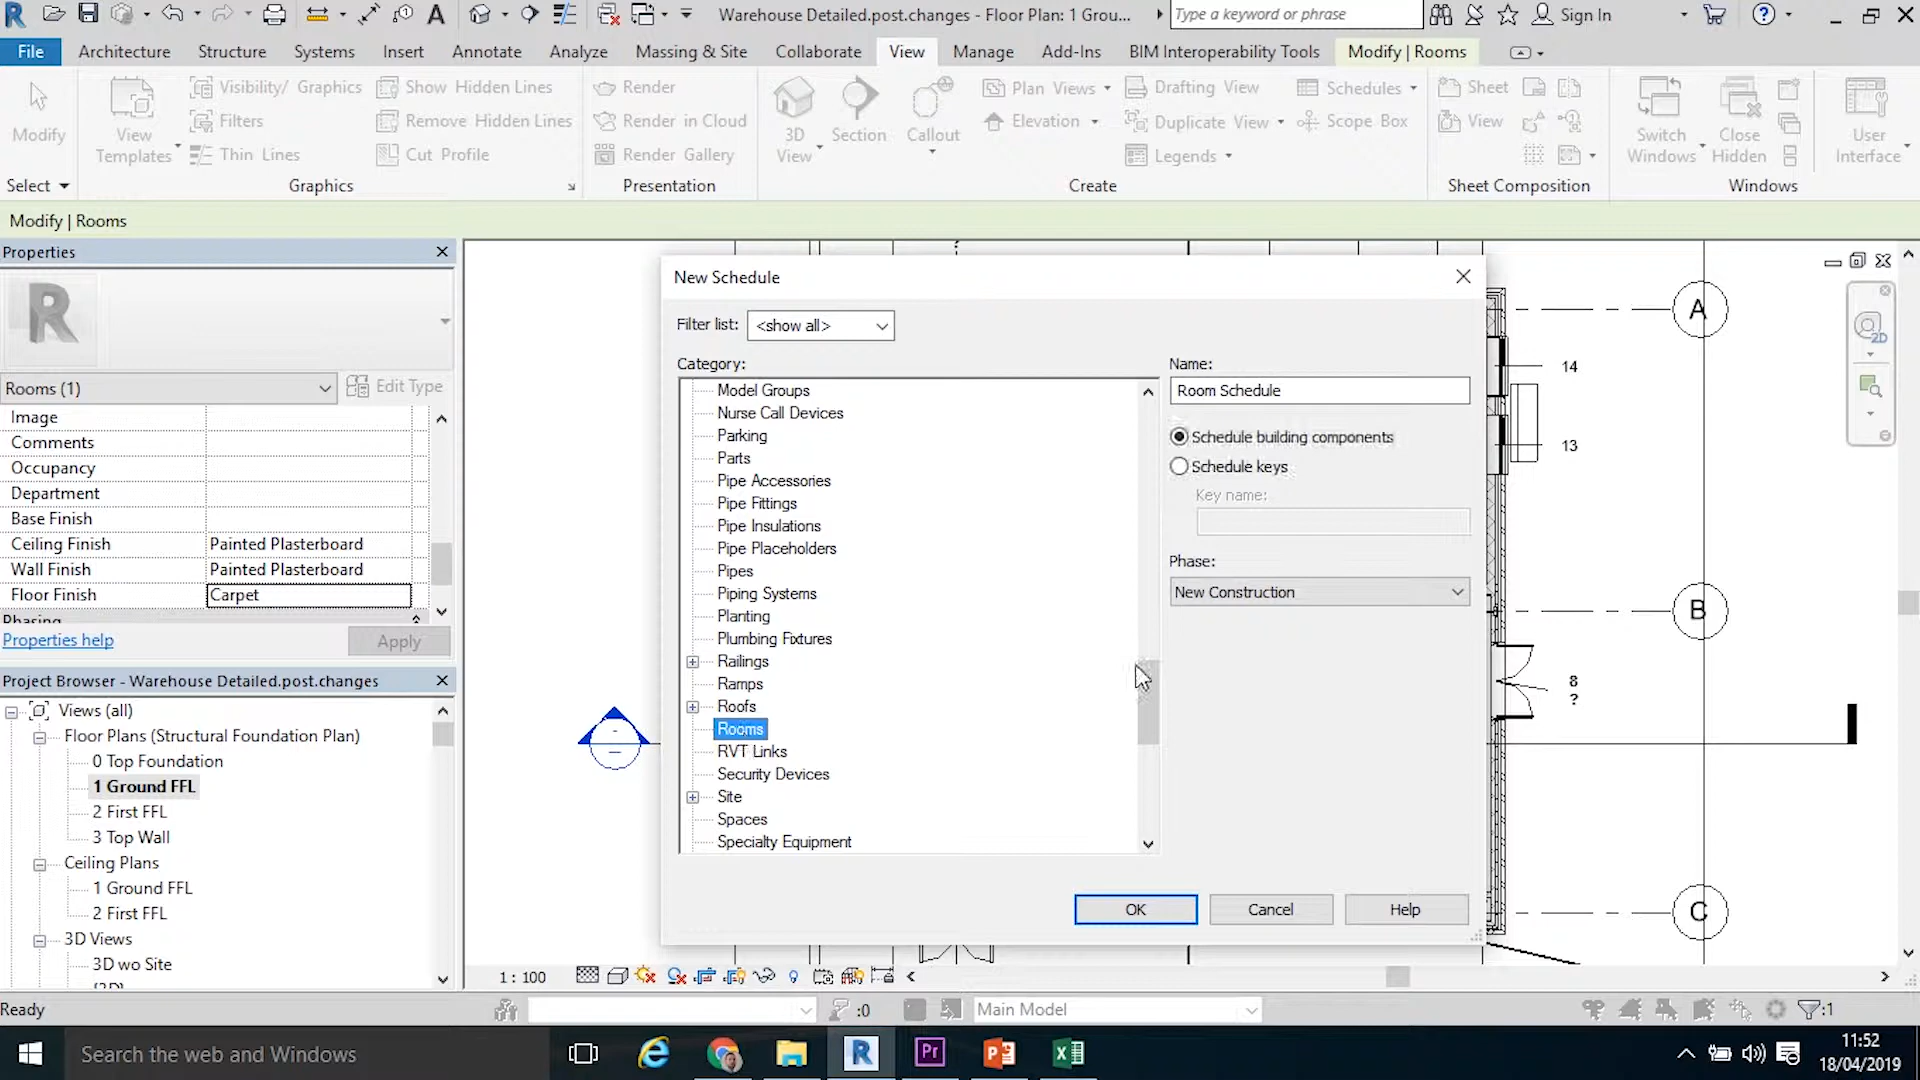 Warehouse Detailed.post.changes - Floor Plan: 1 Grou...
Type a keyword or phrase
Sign In
File
Architecture
Structure
Systems
Insert
Annotate
Analyze
Massing & Site
Collaborate
View
Manage
Add-Ins
BIM Interoperability Tools
Modify | Rooms
Modify
Select
View
Templates
Visibility/ Graphics
Filters
Thin Lines
Show Hidden Lines
Remove Hidden Lines
Cut Profile
Graphics
Render
Render in Cloud
Render Gallery
Presentation
3D
View
Section
Callout
Plan Views
Elevation
Drafting View
Duplicate View
Legends
Schedules
Scope Box
Create
Sheet
View
Sheet Composition
Switch
Windows
Close
Hidden
Windows
User
Interface
Modify | Rooms
Properties
R
Rooms (1)
Edit Type
Image
Comments
Occupancy
Department
Base Finish
Ceiling Finish Painted Plasterboard
Wall Finish Painted Plasterboard
Floor Finish Carpet
Phasing
Properties help
Apply
Project Browser - Warehouse Detailed.post.changes
Views (all)
Floor Plans (Structural Foundation Plan)
0 Top Foundation
1 Ground FFL
2 First FFL
3 Top Wall
Ceiling Plans
1 Ground FFL
2 First FFL
3D Views
3D wo Site
{3D}
New Schedule
Filter list: <show all>
Category:
Model Groups
Nurse Call Devices
Parking
Parts
Pipe Accessories
Pipe Fittings
Pipe Insulations
Pipe Placeholders
Pipes
Piping Systems
Planting
Plumbing Fixtures
Railings
Ramps
Roofs
Rooms
RVT Links
Security Devices
Site
Spaces
Specialty Equipment
Name:
Room Schedule
Schedule building components
Schedule keys
Key name:
Phase:
New Construction
OK
Cancel
Help
A
14
13
B
8
?
C
2D
1 : 100
Ready
:0
Main Model
:1
Search the web and Windows
11:52
18/04/2019